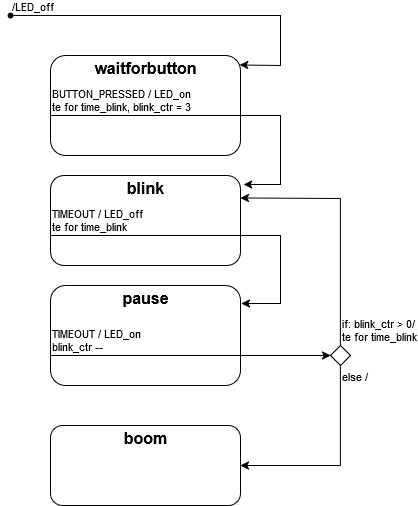 /LED_off
waitforbutton
BUTTON_PRESSED / LED_on
te for time_blink, blink_ctr = 3
blink
TIMEOUT / LED_off
te for time_blink
pause
TIMEOUT / LED_on
blink_ctr --
if: blink_ctr > 0/
te for time_blink
else /
boom